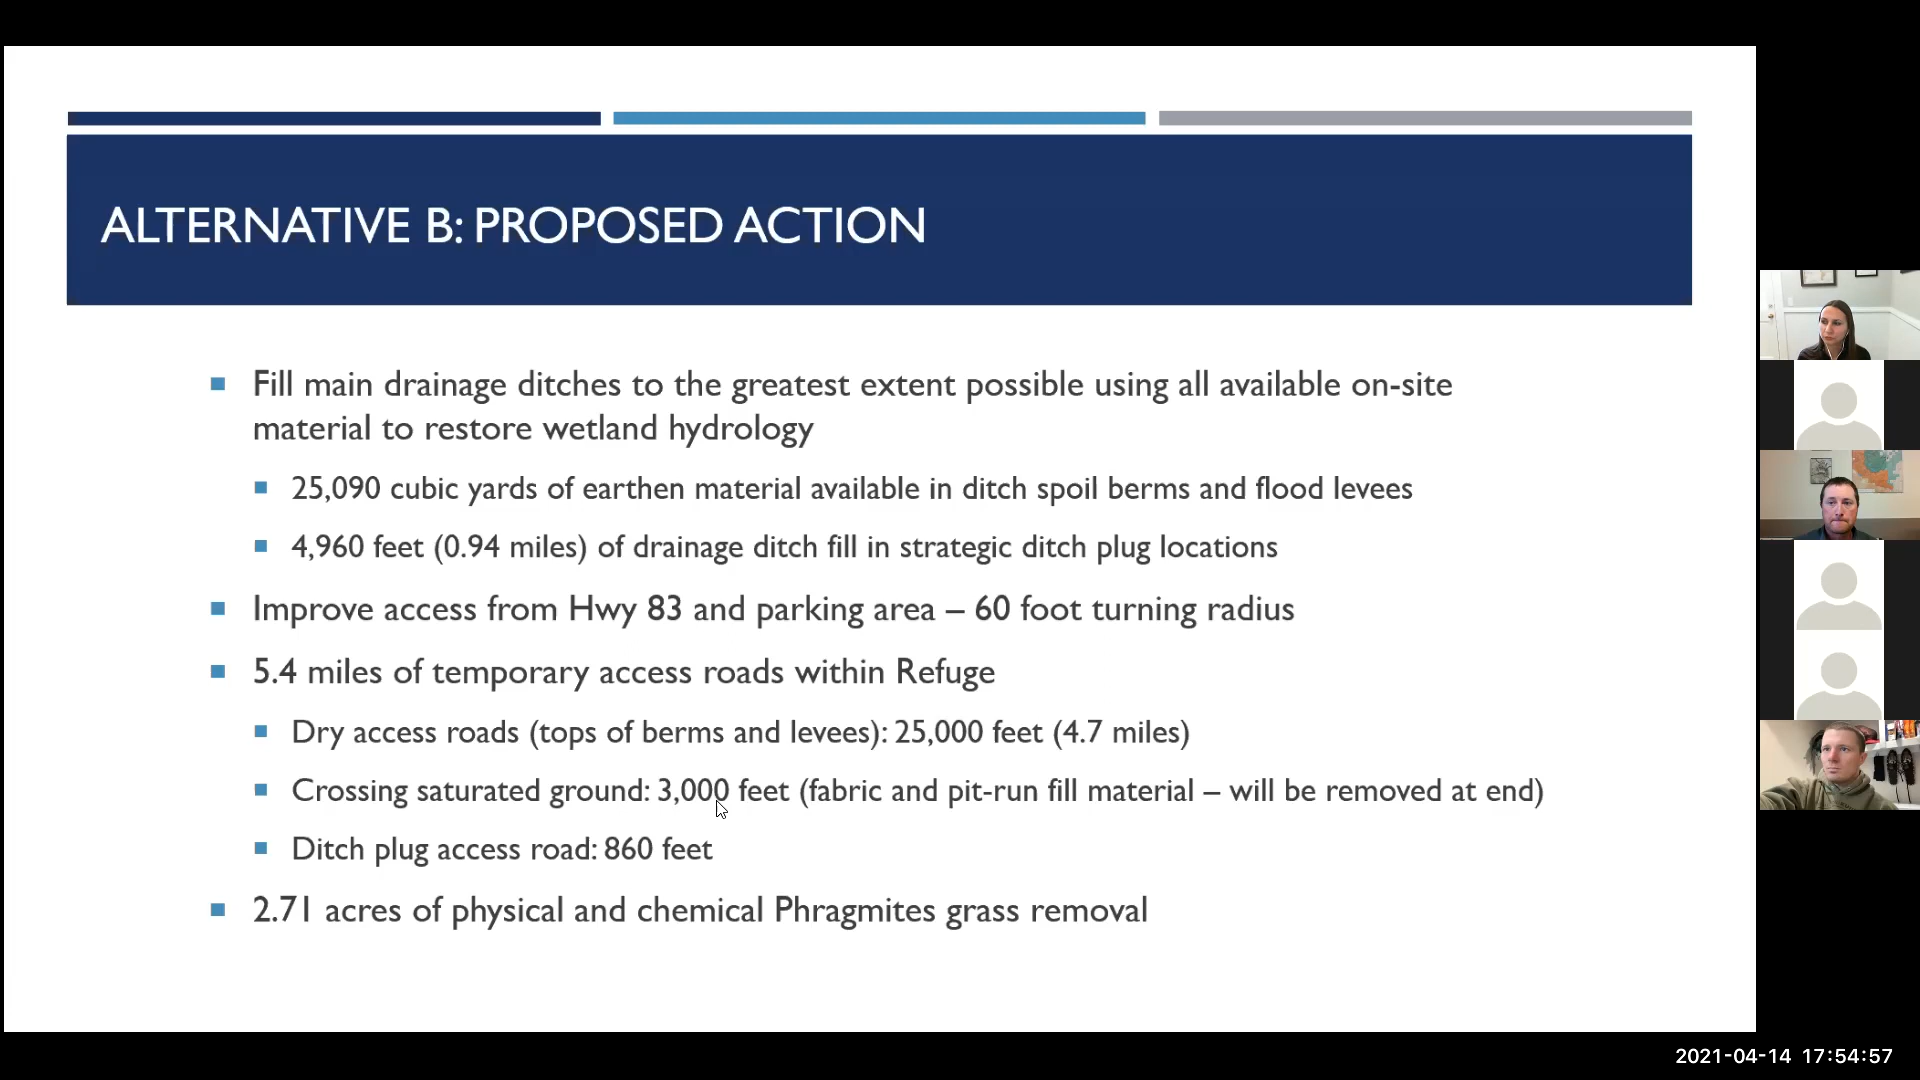 ALTERNATIVE B: PROPOSED ACTION
Fill main drainage ditches to the greatest extent possible using all available on-site
material to restore wetland hydrology
25,090 cubic yards of earthen material available in ditch spoil berms and flood levees
4,960 feet (0.94 miles) of drainage ditch fill in strategic ditch plug locations
Improve access from Hwy 83 and parking area – 60 foot turning radius
5.4 miles of temporary access roads within Refuge
Dry access roads (tops of berms and levees): 25,000 feet (4.7 miles)
Crossing saturated ground: 3,000 feet (fabric and pit-run fill material – will be removed at end)
Ditch plug access road: 860 feet
2.71 acres of physical and chemical Phragmites grass removal
2021-04-14 17:54:57